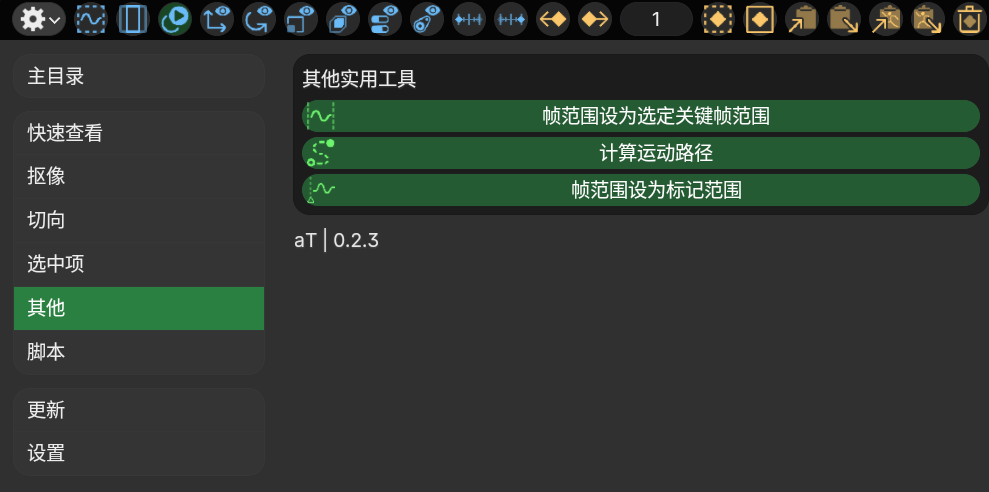 1
主目录
快速查看
抠像
切向
选中项
其他
脚本
更新
设置
其他实用工具
帧范围设为选定关键帧范围
计算运动路径
帧范围设为标记范围
aT | 0.2.3